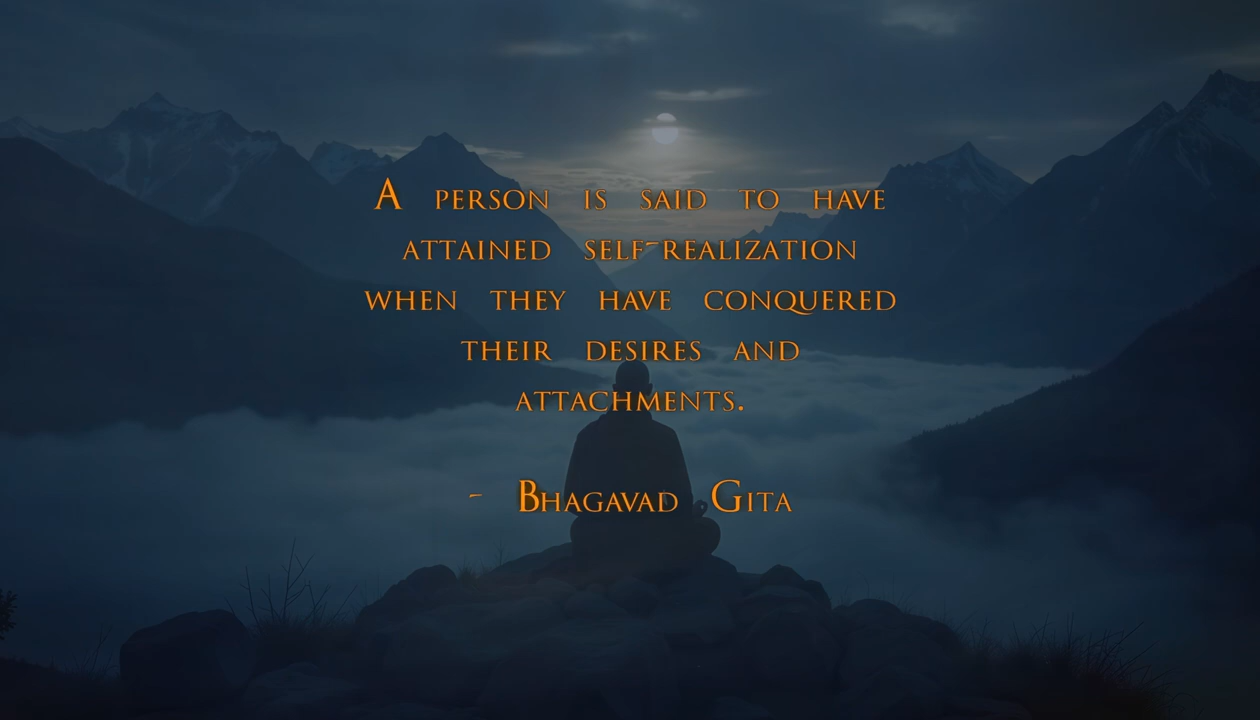 A person is said to have
attained self-realization
when they have conquered
their desires and
attachments.
- Bhagavad Gita